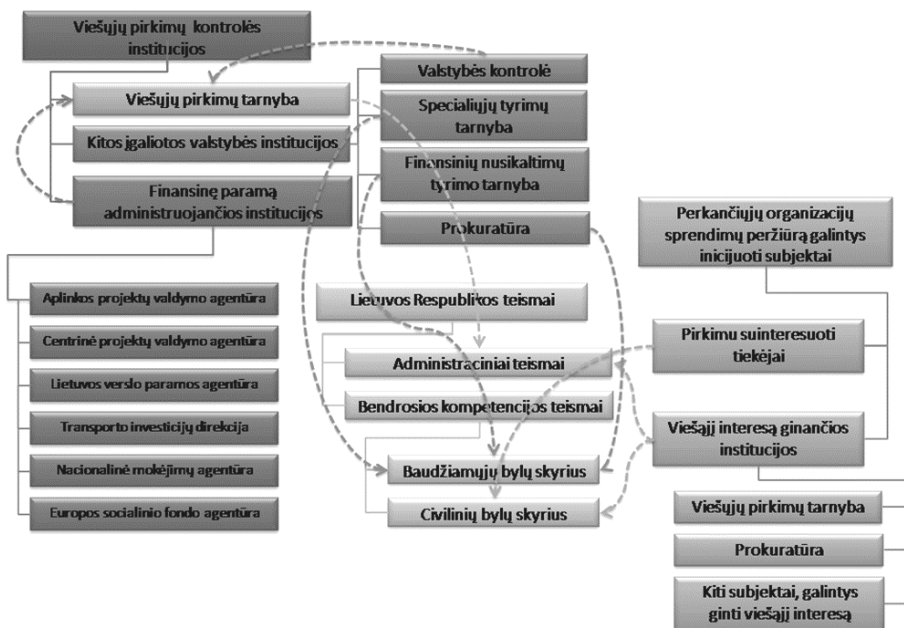 Viešųjų pirkimų kontrolės
institucijos
Viešųjų pirkimų tarnyba
Kitos įgaliotos valstybės institucijos
Finansinę paramą
administruojančios institucijos
Aplinkos projektų valdymo agentūra
Centrinė projektų valdymo agentūra
Lietuvos verslo paramos agentūra
Transporto investicijų direkcija
Nacionalinė mokėjimų agentūra
Europos socialinio fondo agentūra
Valstybės kontrolė
Specialiųjų tyrimų
tarnyba
Finansinių nusikaltimų
tyrimo tarnyba
Prokuratūra
Lietuvos Respulikos teismai
Administraciniai teismai
Bendrosios kompetencijos teismai
Baudžiamųjų bylų skyrius
Civilinių bylų skyrius
Perkančiųjų organizacijų
sprendimų peržiūrą galintys
inicijuoti subjektai
Pirkimu suinteresuoti
tiekėjai
Viešąjį interesą ginančios
institucijos
Viešųjų pirkimų tarnyba
Prokuratūra
Kiti subjektai, galintys
ginti viešąjį interesą